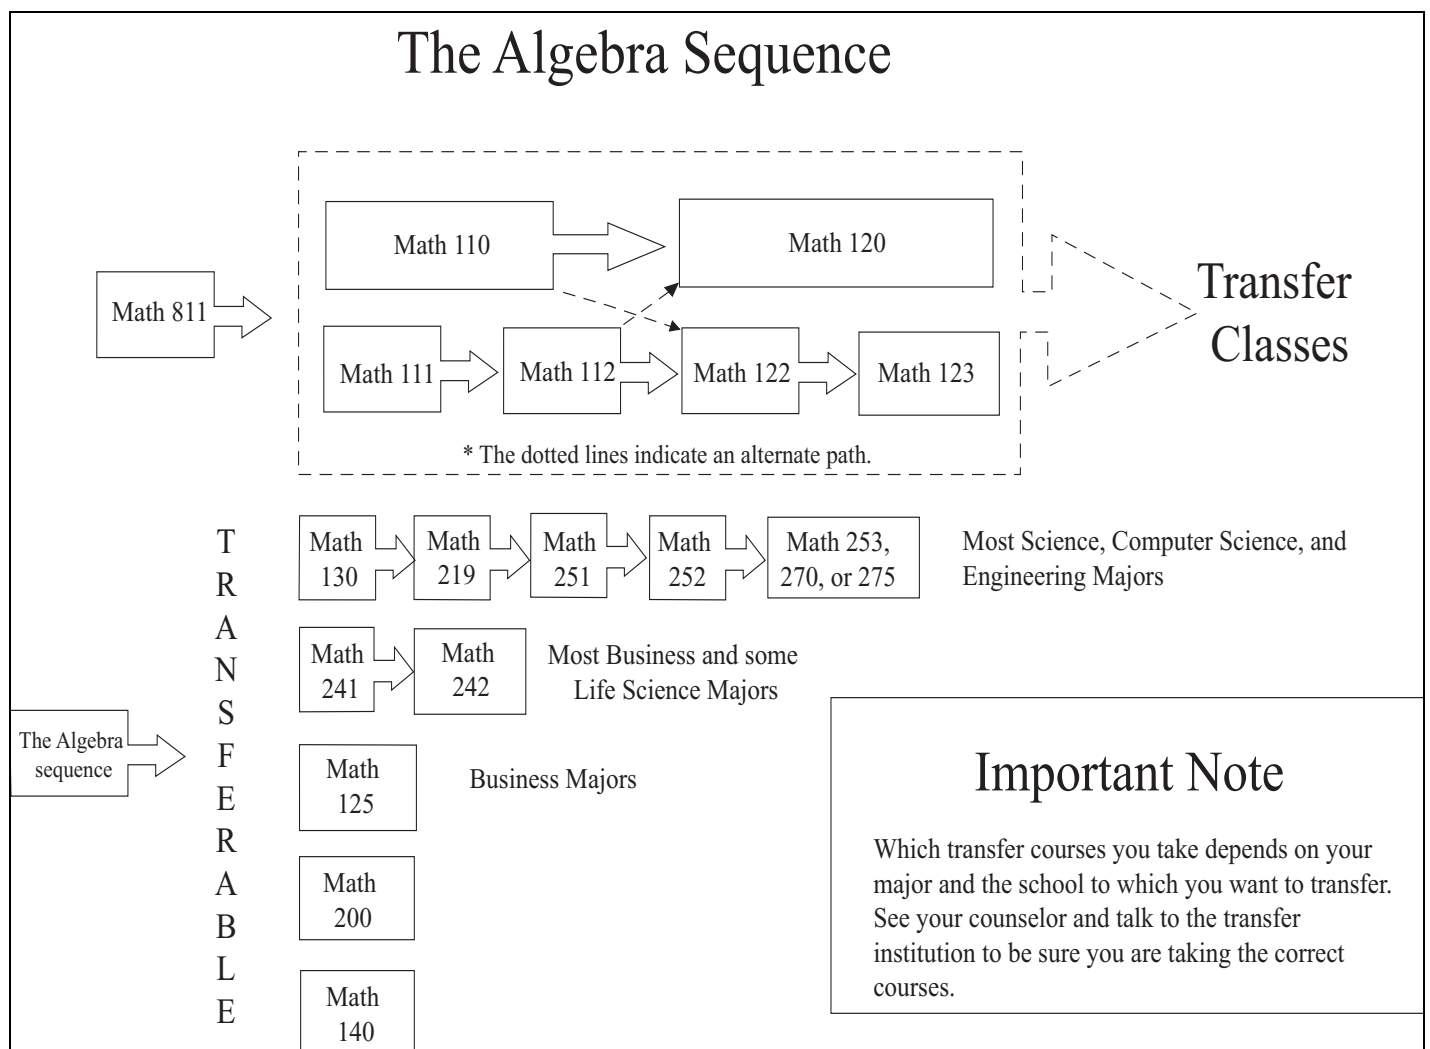 The Algebra Sequence
Math 110
Math 120
Math 811
Transfer
Classes
Math 111
Math 112
Math 122
Math 123
* The dotted lines indicate an alternate path.
The Algebra
sequence
T
R
A
N
S
F
E
R
A
B
L
E
Math
130
Math
219
Math
251
Math
252
Math 253,
270, or 275
Most Science, Computer Science, and
Engineering Majors
Math
241
Math
242
Most Business and some
Life Science Majors
Math
125
Business Majors
Math
200
Math
140
Important Note
Which transfer courses you take depends on your
major and the school to which you want to transfer.
See your counselor and talk to the transfer
institution to be sure you are taking the correct
courses.